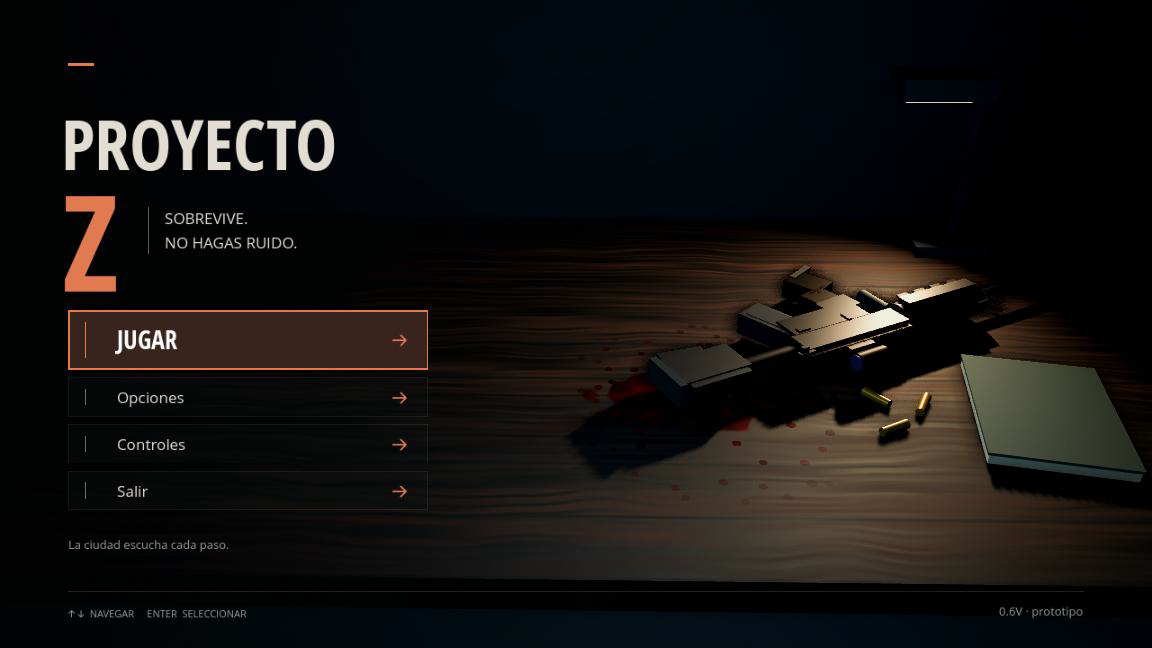 PROYECTO
Z
SOBREVIVE.
NO HAGAS RUIDO.
JUGAR →
Opciones →
Controles →
Salir →
La ciudad escucha cada paso.
↑↓ NAVEGAR ENTER SELECCIONAR
0.6V · prototipo